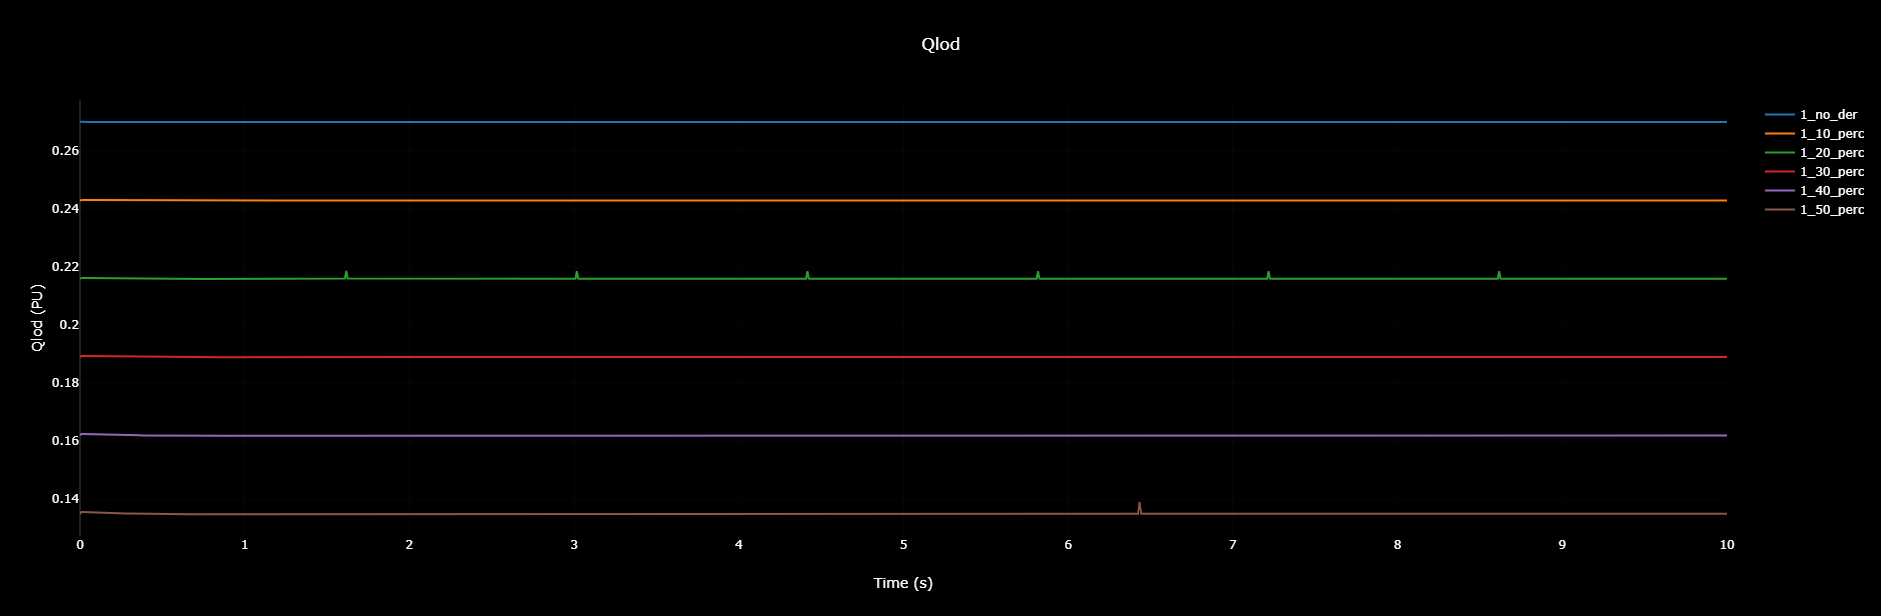 Qlod
1_no_der
1_10_perc
1_20_perc
1_30_perc
1_40_perc
1_50_perc
0.26
0.24
0.22
0.2
0.18
0.16
0.14
Qlod (PU)
0 1 2 3 4 5 6 7 8 9 10
Time (s)